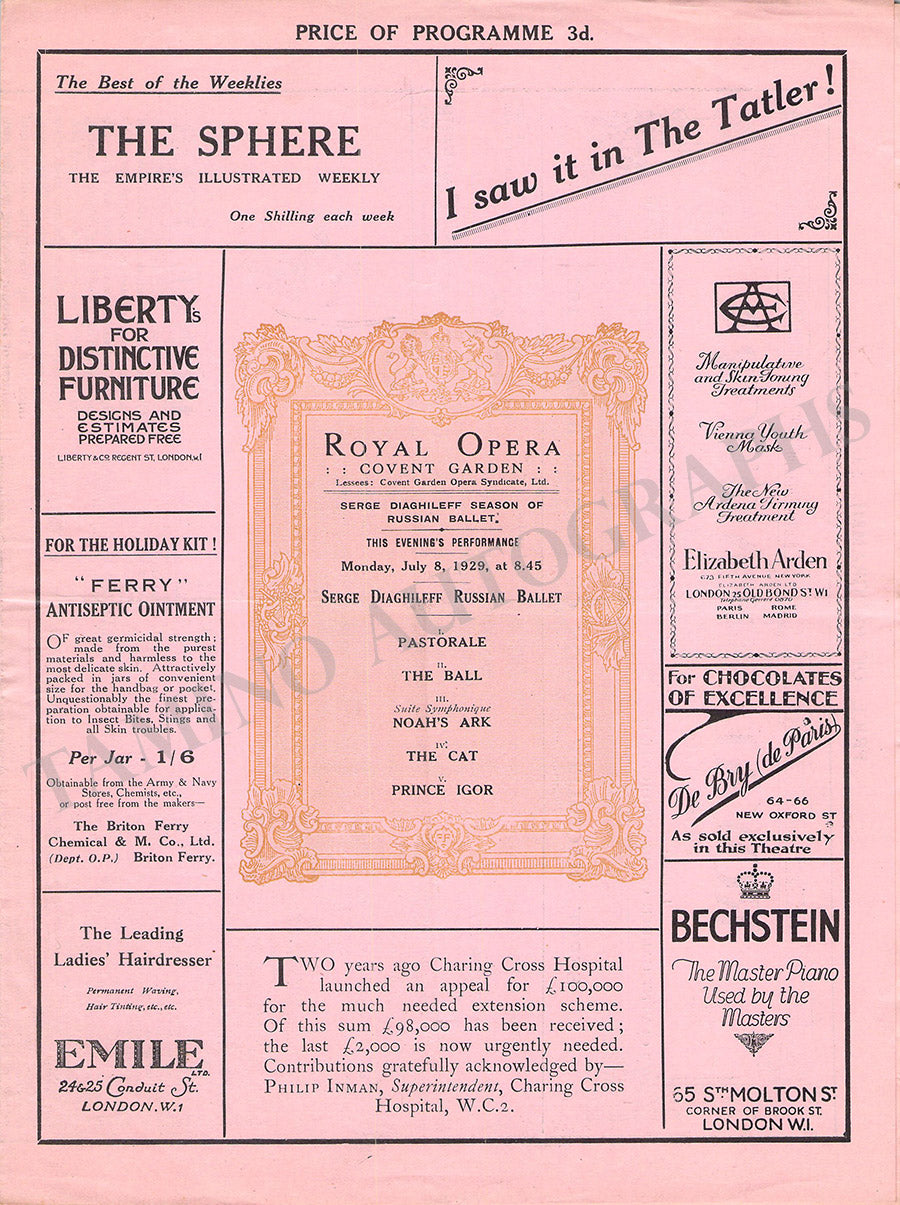 PRICE OF PROGRAMME 3d.
The Best of the Weeklies
THE SPHERE
THE EMPIRE'S ILLUSTRATED WEEKLY
One Shilling each week
I saw it in The Tatler!
LIBERTY'S
FOR
DISTINCTIVE
FURNITURE
DESIGNS AND
ESTIMATES
PREPARED FREE
LIBERTY & CO. REGENT ST, LONDON. W.1
FOR THE HOLIDAY KIT!
"FERRY"
ANTISEPTIC OINTMENT
OF great germicidal strength;
made from the purest
materials and harmless to the
most delicate skin. Attractively
packed in jars of convenient
size for the handbag or pocket.
Unquestionably the finest pre-
paration obtainable for applica-
tion to Insect Bites, Stings and
all Skin troubles.
Per Jar - 1/6
Obtainable from the Army & Navy
Stores, Chemists, etc.,
or post free from the makers—
The Briton Ferry
Chemical & M. Co., Ltd.
(Dept. O.P.) Briton Ferry.
The Leading
Ladies' Hairdresser
Permanent Waving,
Hair Tinting, etc., etc.
EMILE LTD.
24 & 25 Conduit St.
LONDON. W.1
ROYAL OPERA
: : COVENT GARDEN : :
Lessees: Covent Garden Opera Syndicate, Ltd.
SERGE DIAGHILEFF SEASON OF
RUSSIAN BALLET.
THIS EVENING'S PERFORMANCE
Monday, July 8, 1929, at 8.45
SERGE DIAGHILEFF RUSSIAN BALLET
I.
PASTORALE
II.
THE BALL
III.
Suite Symphonique
NOAH'S ARK
IV.
THE CAT
V.
PRINCE IGOR
TWO years ago Charing Cross Hospital
launched an appeal for £100,000
for the much needed extension scheme.
Of this sum £98,000 has been received;
the last £2,000 is now urgently needed.
Contributions gratefully acknowledged by—
PHILIP INMAN, Superintendent, Charing Cross
Hospital, W.C.2.
Manipulative
and Skin Toning
Treatments
Vienna Youth
Mask
The New
Ardena Firming
Treatment
Elizabeth Arden
673 FIFTH AVENUE NEW YORK
ELIZABETH ARDEN LTD
LONDON 25 OLD BOND ST. W1
PARIS ROME
BERLIN MADRID
For CHOCOLATES
OF EXCELLENCE
De Bry (de Paris)
64-66
NEW OXFORD ST
As sold exclusively
in this Theatre
BECHSTEIN
The Master Piano
Used by the
Masters
65 STH MOLTON ST.
CORNER OF BROOK ST.
LONDON W.I.
TAMINO AUTOGRAPHS